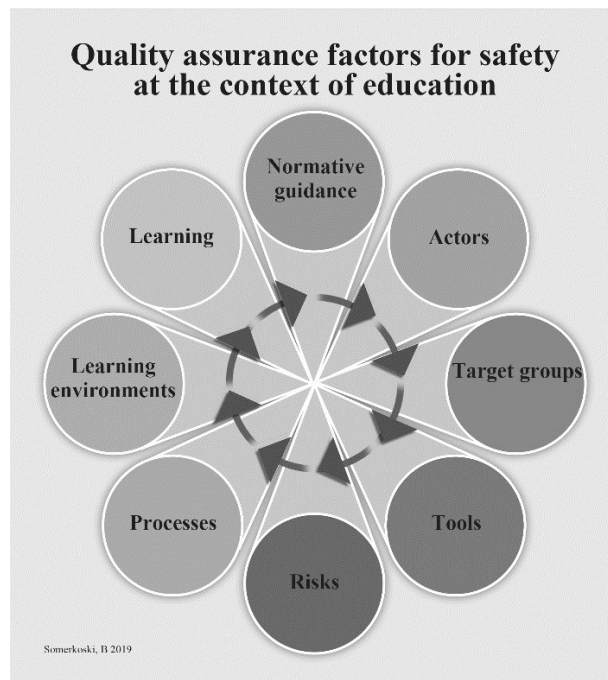 Quality assurance factors for safety
at the context of education
Normative
guidance
Actors
Target groups
Tools
Risks
Processes
Learning
environments
Learning
Somerkoski, B 2019